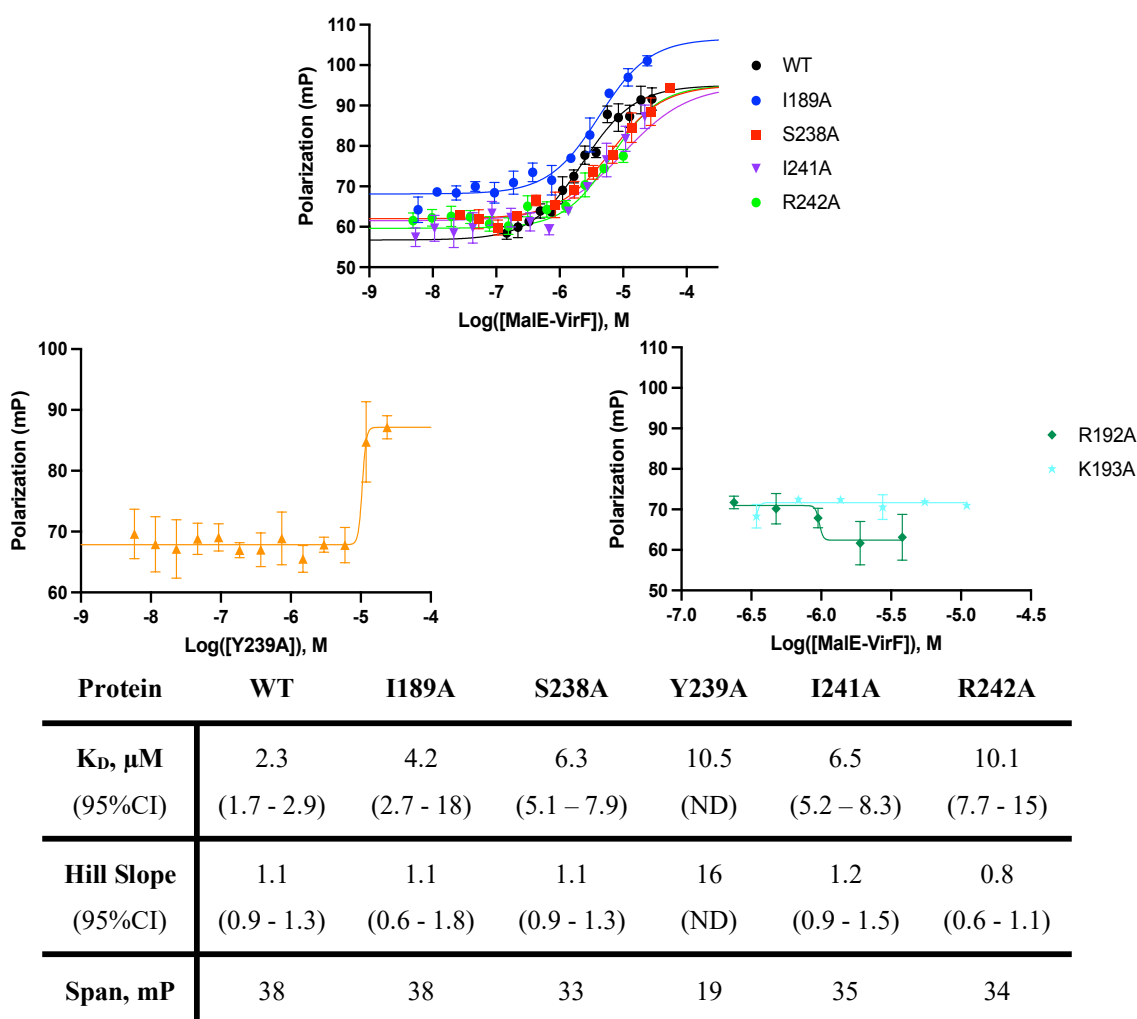 110
100
90
80
70
60
50
Polarization (mP)
-9 -8 -7 -6 -5 -4
Log([MalE-VirF]), M
WT
I189A
S238A
I241A
R242A
100
90
80
70
60
Polarization (mP)
-9 -8 -7 -6 -5 -4
Log([Y239A]), M
110
100
90
80
70
60
50
Polarization (mP)
-7.0 -6.5 -6.0 -5.5 -5.0 -4.5
Log([MalE-VirF]), M
R192A
K193A
Protein WT I189A S238A Y239A I241A R242A
K_D, μM 2.3 4.2 6.3 10.5 6.5 10.1
(95%CI) (1.7 - 2.9) (2.7 - 18) (5.1 – 7.9) (ND) (5.2 – 8.3) (7.7 - 15)
Hill Slope 1.1 1.1 1.1 16 1.2 0.8
(95%CI) (0.9 - 1.3) (0.6 - 1.8) (0.9 - 1.3) (ND) (0.9 - 1.5) (0.6 - 1.1)
Span, mP 38 38 33 19 35 34